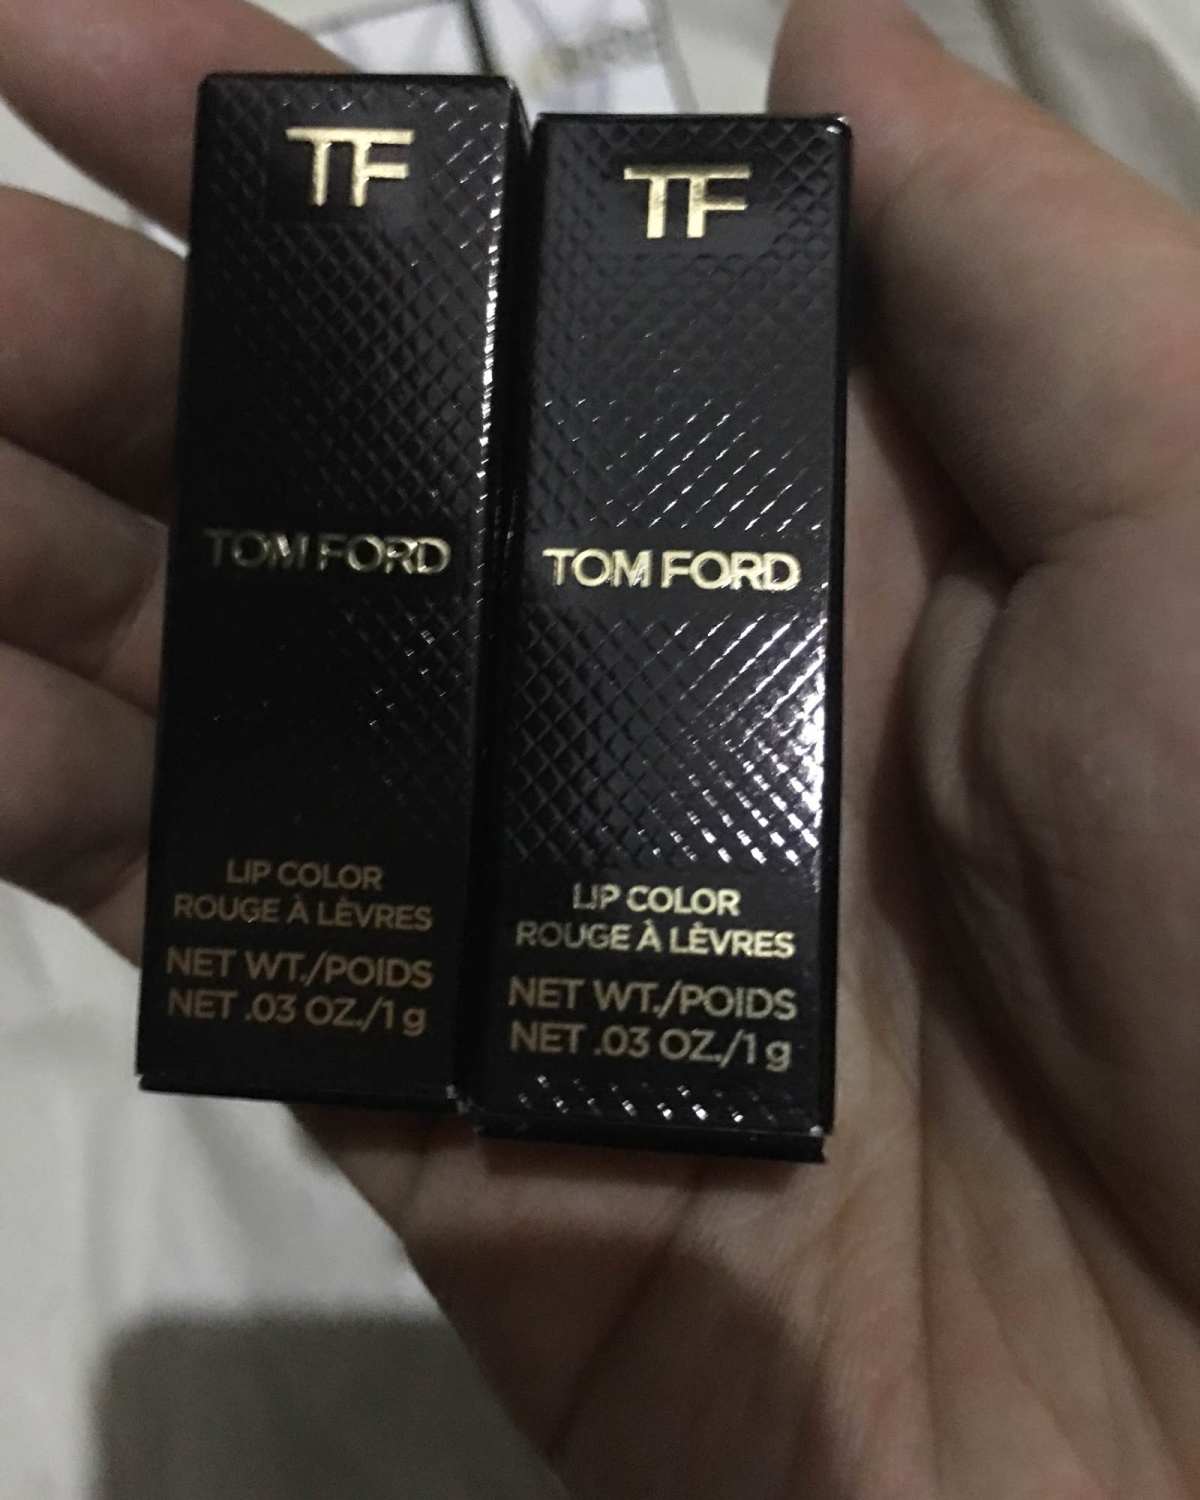 TF
TOM FORD
LIP COLOR
ROUGE À LÈVRES
NET WT./POIDS
NET .03 OZ./1 g
TF
TOM FORD
LIP COLOR
ROUGE À LÈVRES
NET WT./POIDS
NET .03 OZ./1 g